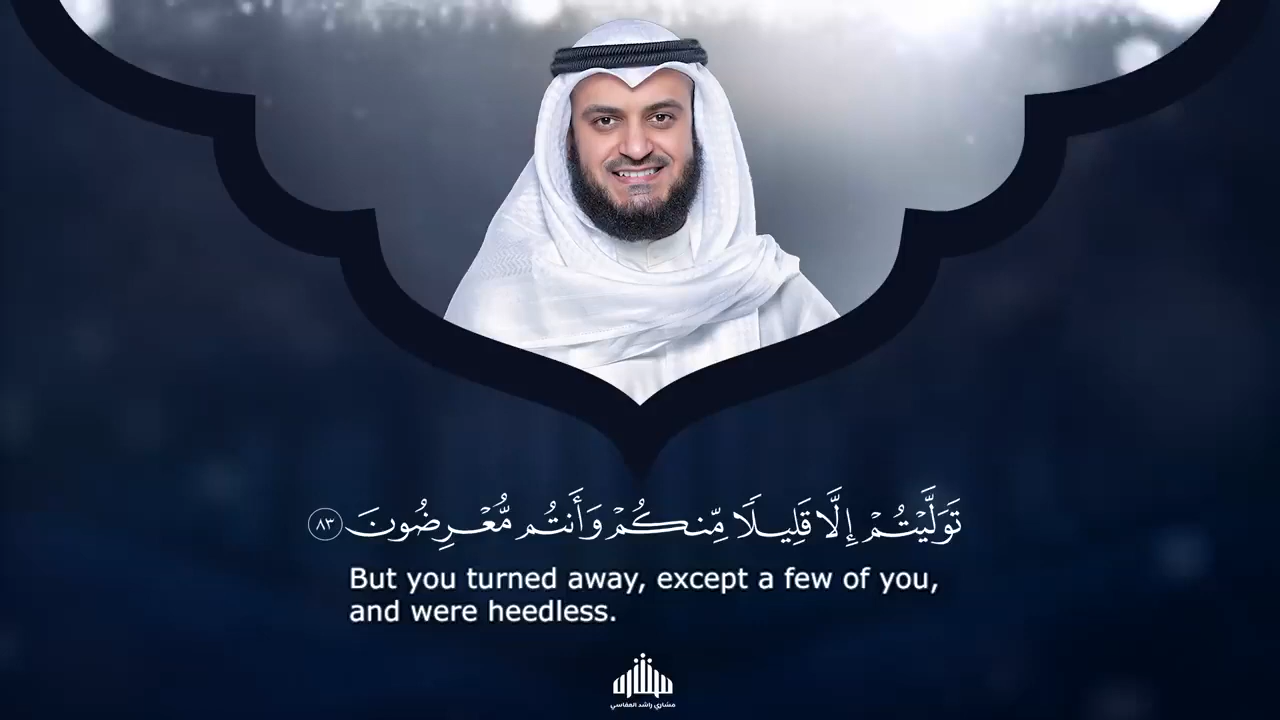 تَوَلَّيْتُمْ إِلَّا قَلِيلًا مِّنكُمْ وَأَنتُم مُّعْرِضُونَ ٨٣
But you turned away, except a few of you,
and were heedless.
مشاري
مشاري راشد العفاسي